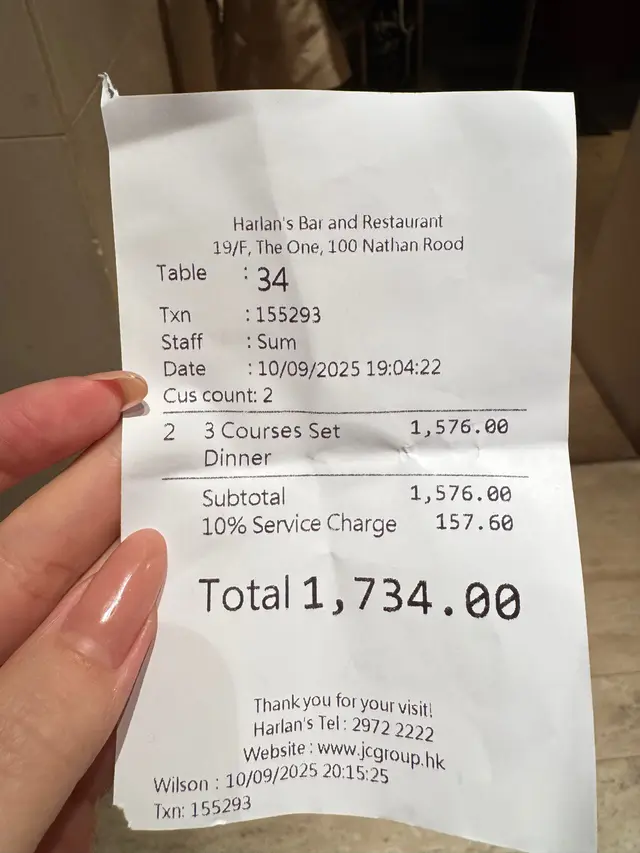 Harlan's Bar and Restaurant
19/F, The One, 100 Nathan Rood
Table : 34
Txn : 155293
Staff : Sum
Date : 10/09/2025 19:04:22
Cus count: 2
2 3 Courses Set 1,576.00
Dinner
Subtotal 1,576.00
10% Service Charge 157.60
Total 1,734.00
Thank you for your visit!
Harlan's Tel : 2972 2222
Website : www.jcgroup.hk
Wilson : 10/09/2025 20:15:25
Txn: 155293